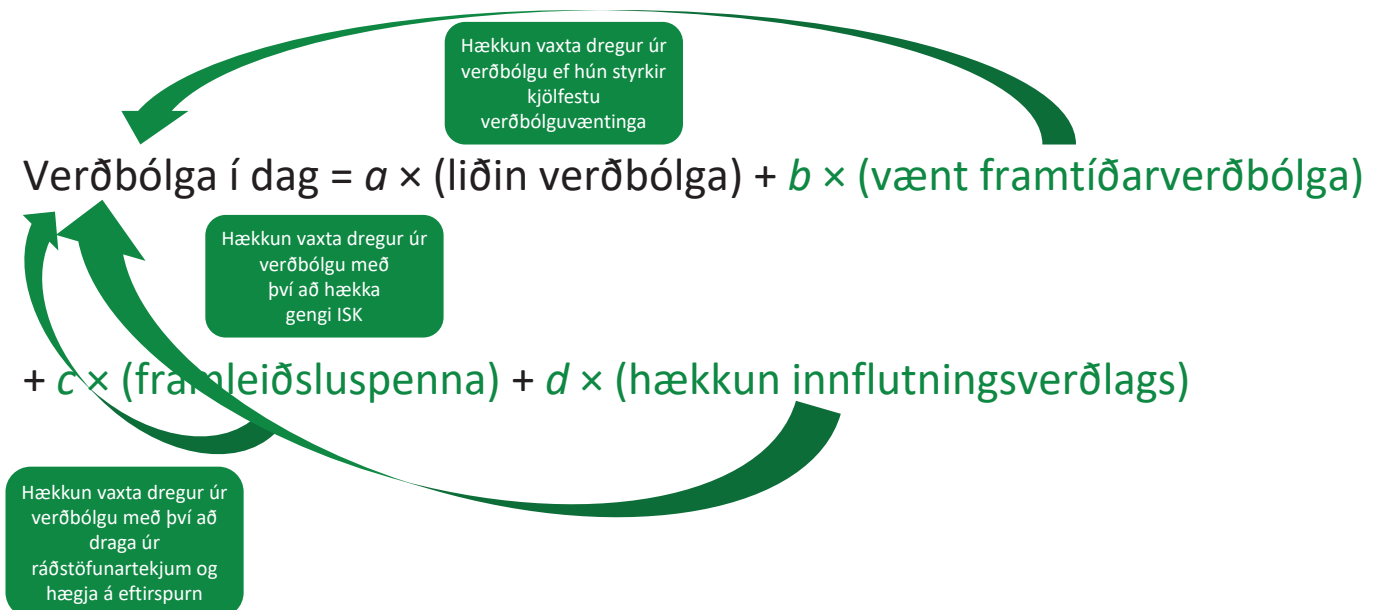 Hækkun vaxta dregur úr
verðbólgu ef hún styrkir
kjölfestu
verðbólguvæntinga
Verðbólga í dag = a × (liðin verðbólga) + b × (vænt framtíðarverðbólga)
Hækkun vaxta dregur úr
verðbólgu með
því að hækka
gengi ISK
+ c × (framleiðsluspenna) + d × (hækkun innflutningsverðlags)
Hækkun vaxta dregur úr
verðbólgu með því að
draga úr
ráðstöfunartekjum og
hægja á eftirspurn